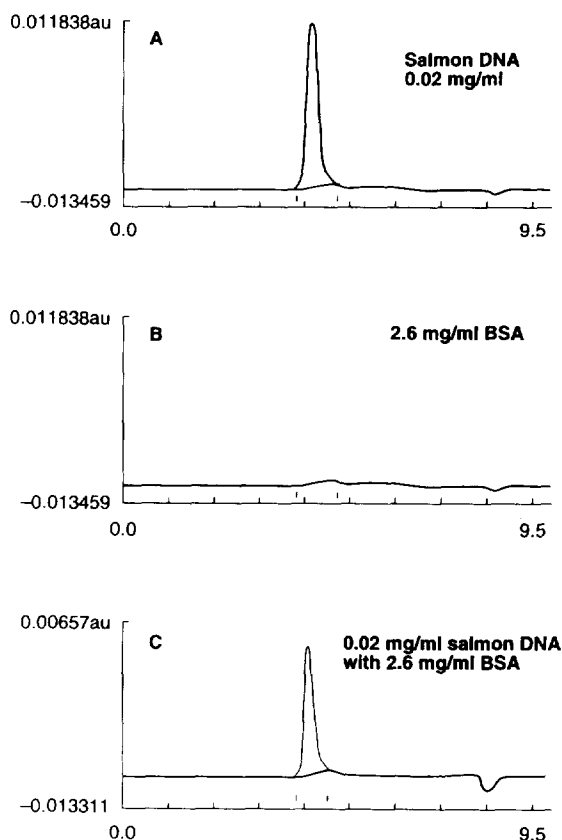 0.011838au
A
Salmon DNA
0.02 mg/ml
−0.013459
0.0
9.5
0.011838au
B
2.6 mg/ml BSA
−0.013459
0.0
9.5
0.00657au
C
0.02 mg/ml salmon DNA
with 2.6 mg/ml BSA
−0.013311
0.0
9.5